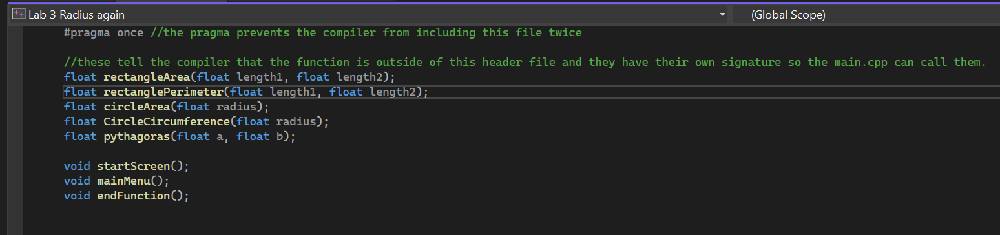 Lab 3 Radius again
(Global Scope)
#pragma once //the pragma prevents the compiler from including this file twice
//these tell the compiler that the function is outside of this header file and they have their own signature so the main.cpp can call them.
float rectangleArea(float length1, float length2);
float rectanglePerimeter(float length1, float length2);
float circleArea(float radius);
float CircleCircumference(float radius);
float pythagoras(float a, float b);
void startScreen();
void mainMenu();
void endFunction();